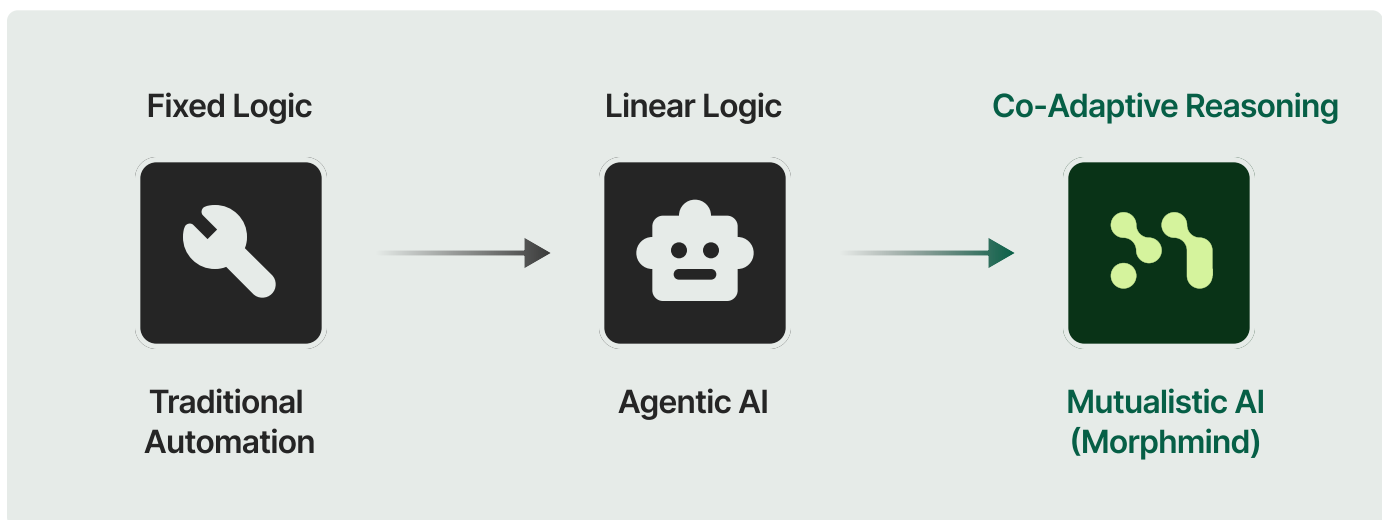 Fixed Logic
Linear Logic
Co-Adaptive Reasoning
Traditional
Automation
Agentic AI
Mutualistic AI
(Morphmind)